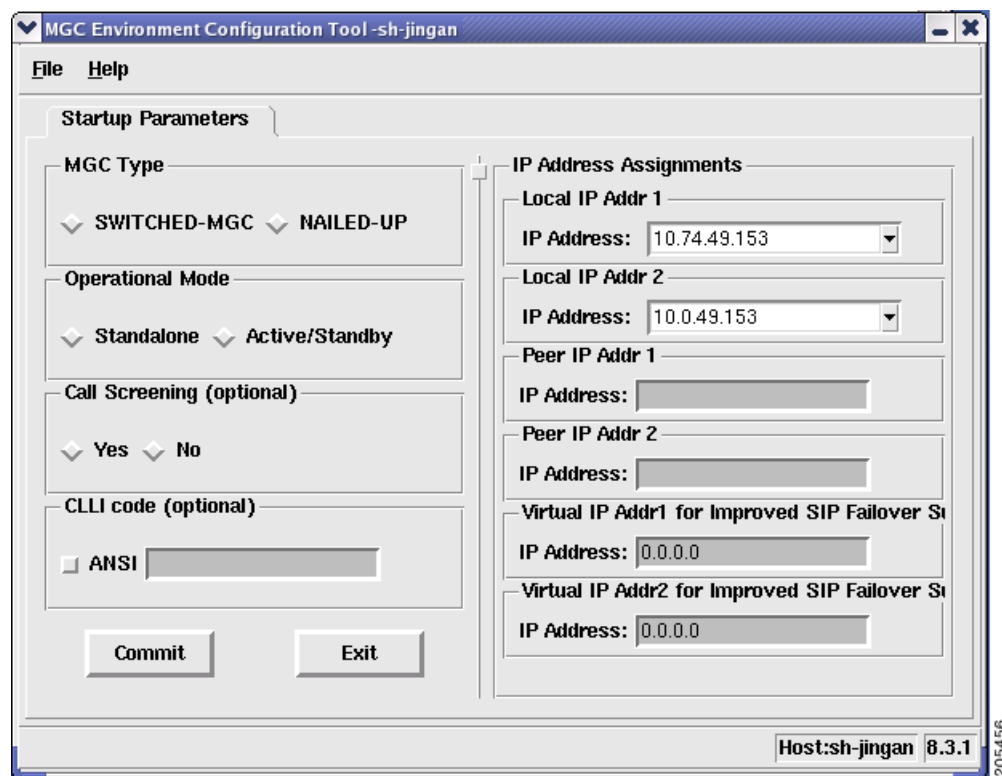 MGC Environment Configuration Tool -sh-jingan
File Help
Startup Parameters
MGC Type
SWITCHED-MGC NAILED-UP
Operational Mode
Standalone Active/Standby
Call Screening (optional)
Yes No
CLLI code (optional)
ANSI
Commit Exit
IP Address Assignments
Local IP Addr 1
IP Address: 10.74.49.153
Local IP Addr 2
IP Address: 10.0.49.153
Peer IP Addr 1
IP Address:
Peer IP Addr 2
IP Address:
Virtual IP Addr1 for Improved SIP Failover
IP Address: 0.0.0.0
Virtual IP Addr2 for Improved SIP Failover
IP Address: 0.0.0.0
Host:sh-jingan 8.3.1
205456